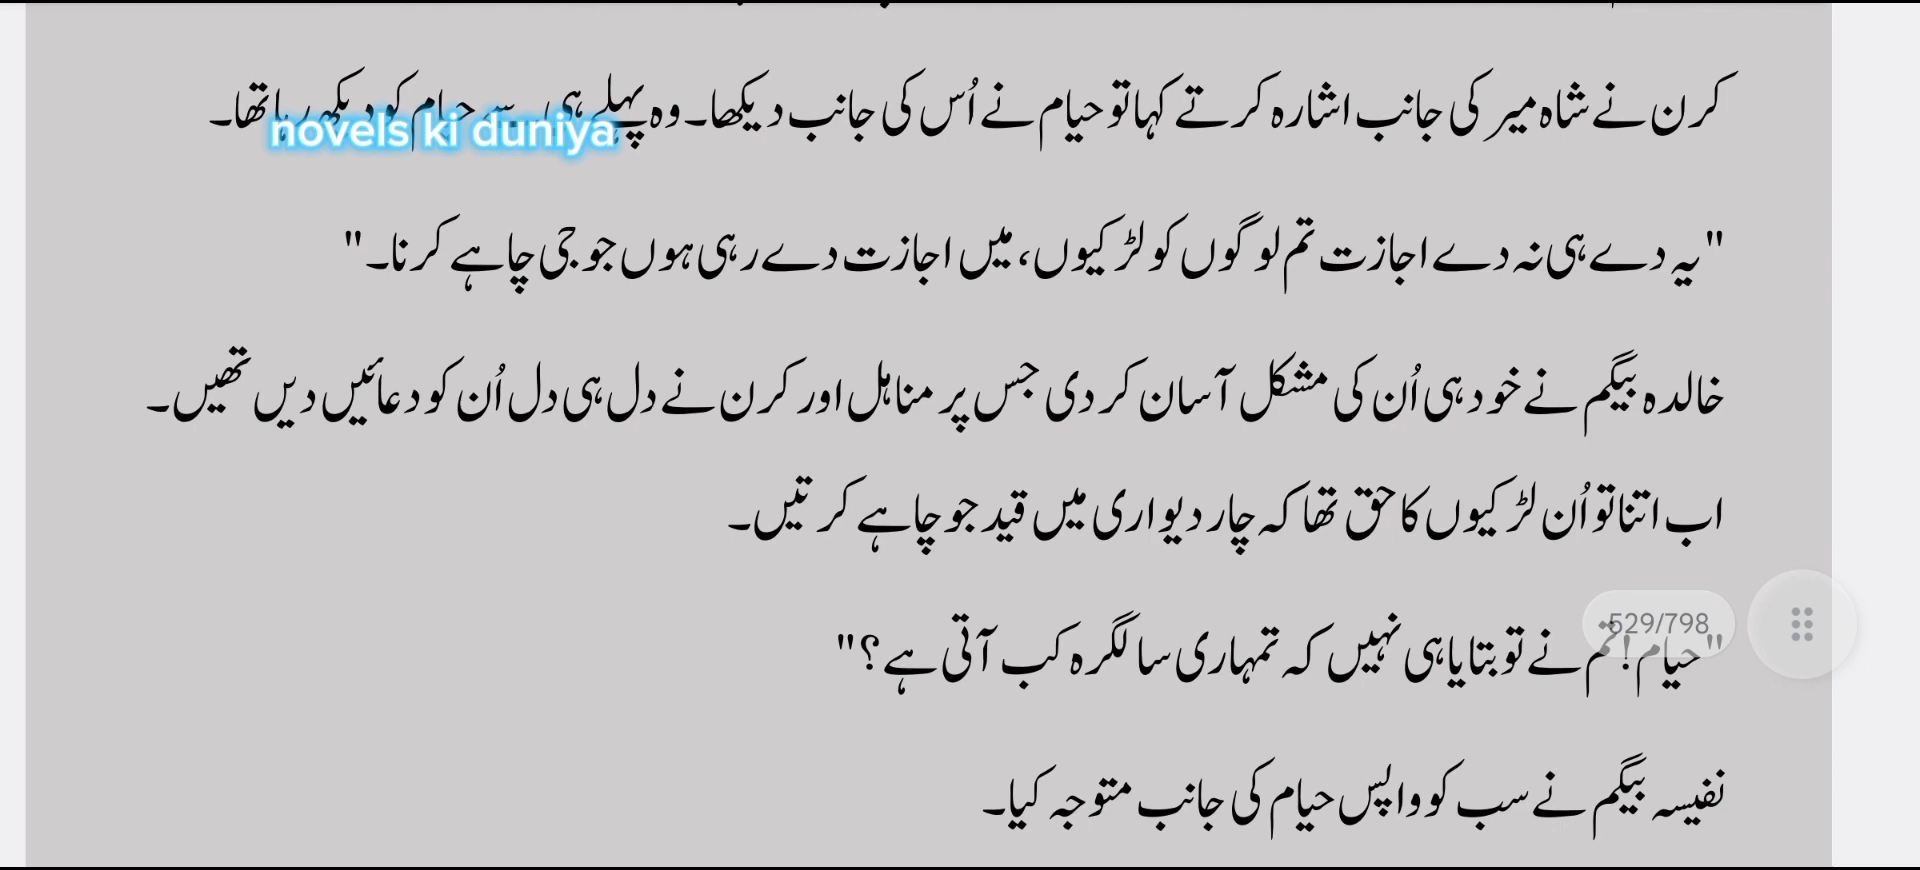 کرن نے شاہ میر کی جانب اشارہ کرتے کہا تو حیام نے اُس کی جانب دیکھا۔ وہ پہلے ہی سے حیام کو دیکھ رہا تھا۔
novels ki duniya
"یہ دے ہی نہ دے اجازت تم لوگوں کو لڑکیوں، میں اجازت دے رہی ہوں جو جی چاہے کرنا۔"
خالدہ بیگم نے خود ہی اُن کی مشکل آسان کر دی جس پر مناہل اور کرن نے دل ہی دل اُن کو دعائیں دیں تھیں۔
اب اتنا تو اُن لڑکیوں کا حق تھا کہ چار دیواری میں قید جو چاہے کرتیں۔
529/798
"حیام! تم نے تو بتایا ہی نہیں کہ تمہاری سالگرہ کب آتی ہے؟"
نفیسہ بیگم نے سب کو واپس حیام کی جانب متوجہ کیا۔